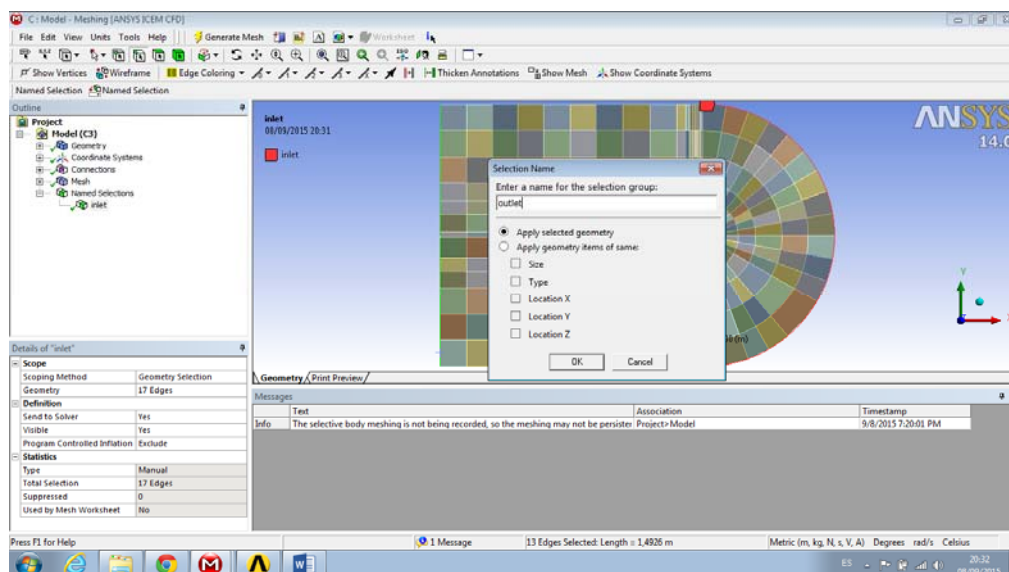 C : Model - Meshing [ANSYS ICEM CFD]
File Edit View Units Tools Help Generate Mesh Worksheet
Show Vertices Wireframe Edge Coloring Thicken Annotations Show Mesh Show Coordinate Systems
Named Selection Named Selection
Outline
Project
Model (C3)
Geometry
Coordinate Systems
Connections
Mesh
Named Selections
inlet
inlet
08/09/2015 20:31
inlet
ANSYS
14.0
Selection Name
Enter a name for the selection group:
outlet
Apply selected geometry
Apply geometry items of same:
Size
Type
Location X
Location Y
Location Z
OK Cancel
(m)
Y
X
Geometry Print Preview
Details of "inlet"
Scope
Scoping Method Geometry Selection
Geometry 17 Edges
Definition
Send to Solver Yes
Visible Yes
Program Controlled Inflation Exclude
Statistics
Type Manual
Total Selection 17 Edges
Suppressed 0
Used by Mesh Worksheet No
Messages
Text Association Timestamp
Info The selective body meshing is not being recorded, so the meshing may not be persister Project>Model 9/8/2015 7:20:01 PM
Press F1 for Help 1 Message 13 Edges Selected: Length = 1,4926 m Metric (m, kg, N, s, V, A) Degrees rad/s Celsius
ES 20:32
08/09/2015